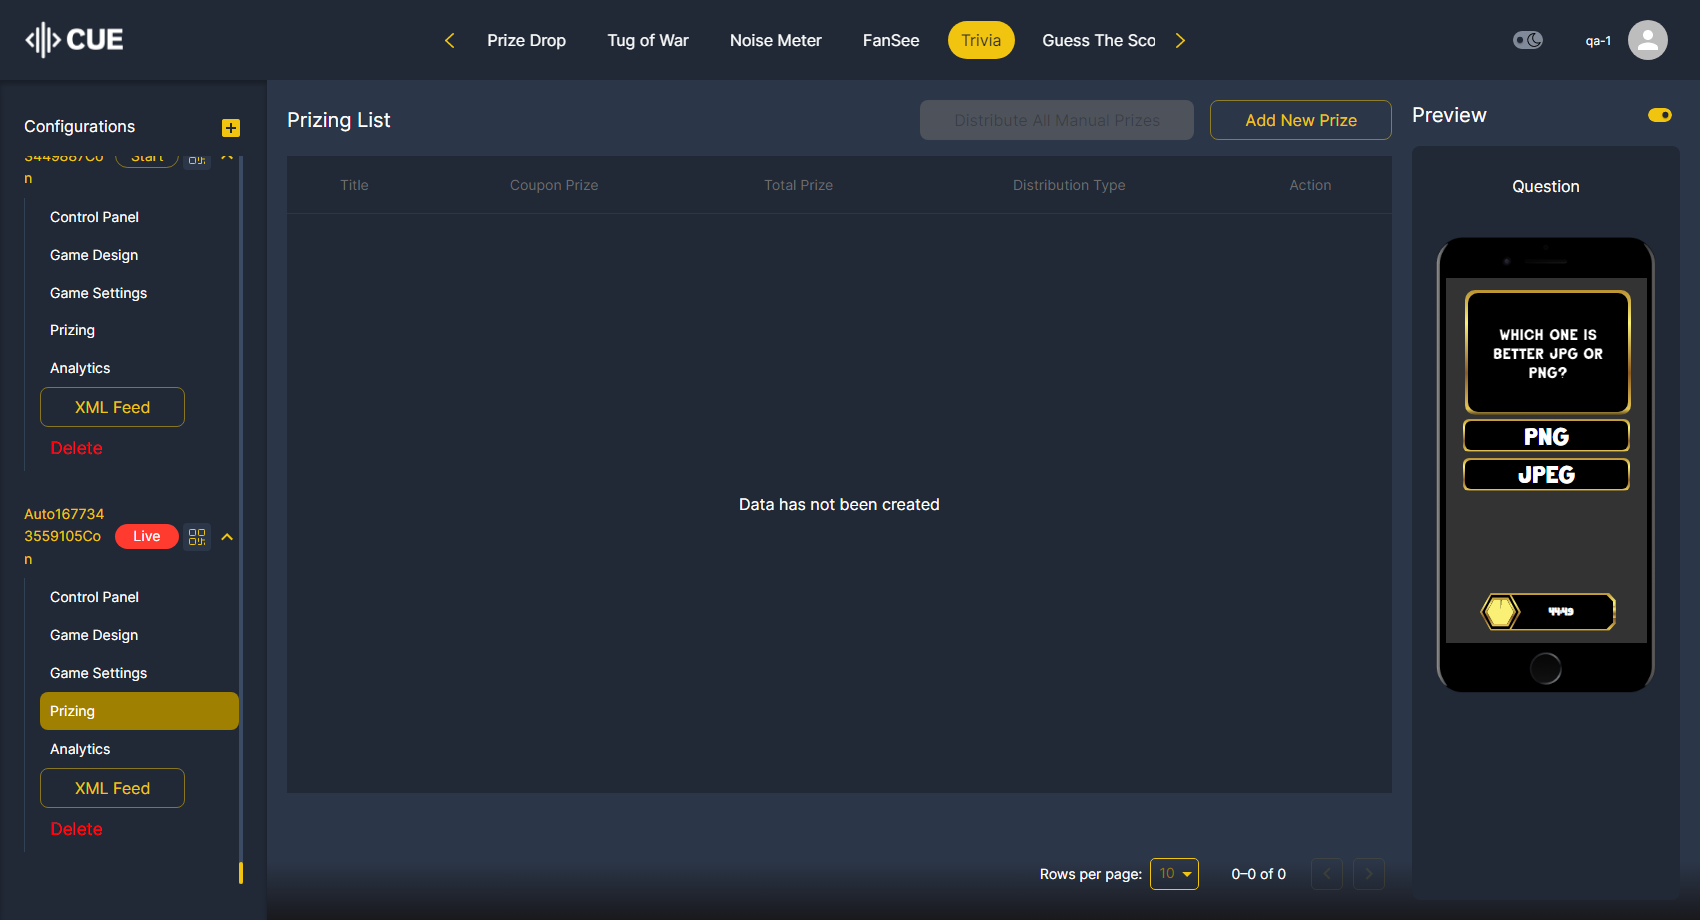 CUE
Prize Drop
Tug of War
Noise Meter
FanSee
Trivia
Guess The Sco
qa-1
Configurations
3449887Co
n
Start
Control Panel
Game Design
Game Settings
Prizing
Analytics
XML Feed
Delete
Auto167734
3559105Co
n
Live
Control Panel
Game Design
Game Settings
Prizing
Analytics
XML Feed
Delete
Prizing List
Distribute All Manual Prizes
Add New Prize
Title
Coupon Prize
Total Prize
Distribution Type
Action
Data has not been created
Rows per page:
10
0–0 of 0
Preview
Question
WHICH ONE IS
BETTER JPG OR
PNG?
PNG
JPEG